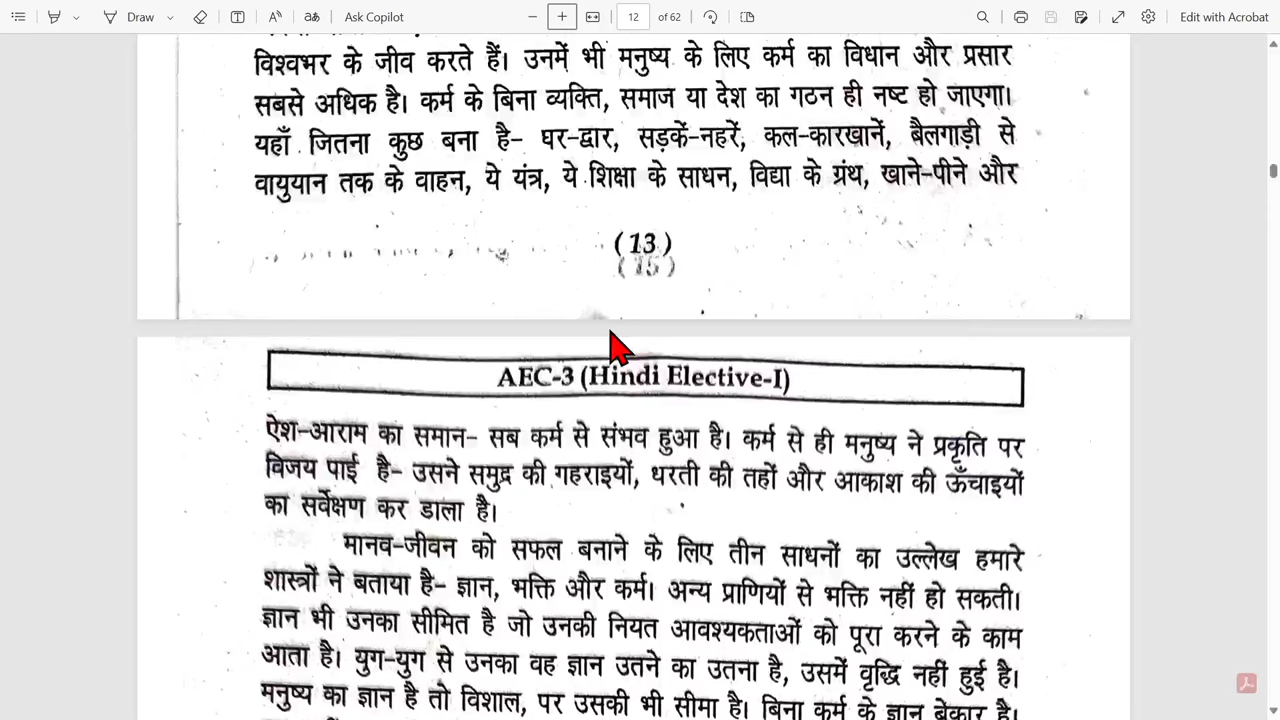 Draw
Ask Copilot
12 of 62
Edit with Acrobat
विश्वभर के जीव करते हैं। उनमें भी मनुष्य के लिए कर्म का विधान और प्रसार
सबसे अधिक है। कर्म के बिना व्यक्ति, समाज या देश का गठन ही नष्ट हो जाएगा।
यहाँ जितना कुछ बना है- घर-द्वार, सड़कें-नहरें, कल-कारखानें, बैलगाड़ी से
वायुयान तक के वाहन, ये यंत्र, ये शिक्षा के साधन, विद्या के ग्रंथ, खाने-पीने और
(13)
(15)
AEC-3 (Hindi Elective-I)
ऐश-आराम का समान- सब कर्म से संभव हुआ है। कर्म से ही मनुष्य ने प्रकृति पर
विजय पाई है- उसने समुद्र की गहराइयों, धरती की तहों और आकाश की ऊँचाइयों
का सर्वेक्षण कर डाला है।
मानव-जीवन को सफल बनाने के लिए तीन साधनों का उल्लेख हमारे
शास्त्रों ने बताया है- ज्ञान, भक्ति और कर्म। अन्य प्राणियों से भक्ति नहीं हो सकती।
ज्ञान भी उनका सीमित है जो उनकी नियत आवश्यकताओं को पूरा करने के काम
आता है। युग-युग से उनका वह ज्ञान उतने का उतना है, उसमें वृद्धि नहीं हुई है।
मनुष्य का ज्ञान है तो विशाल, पर उसकी भी सीमा है। बिना कर्म के ज्ञान बेकार है।